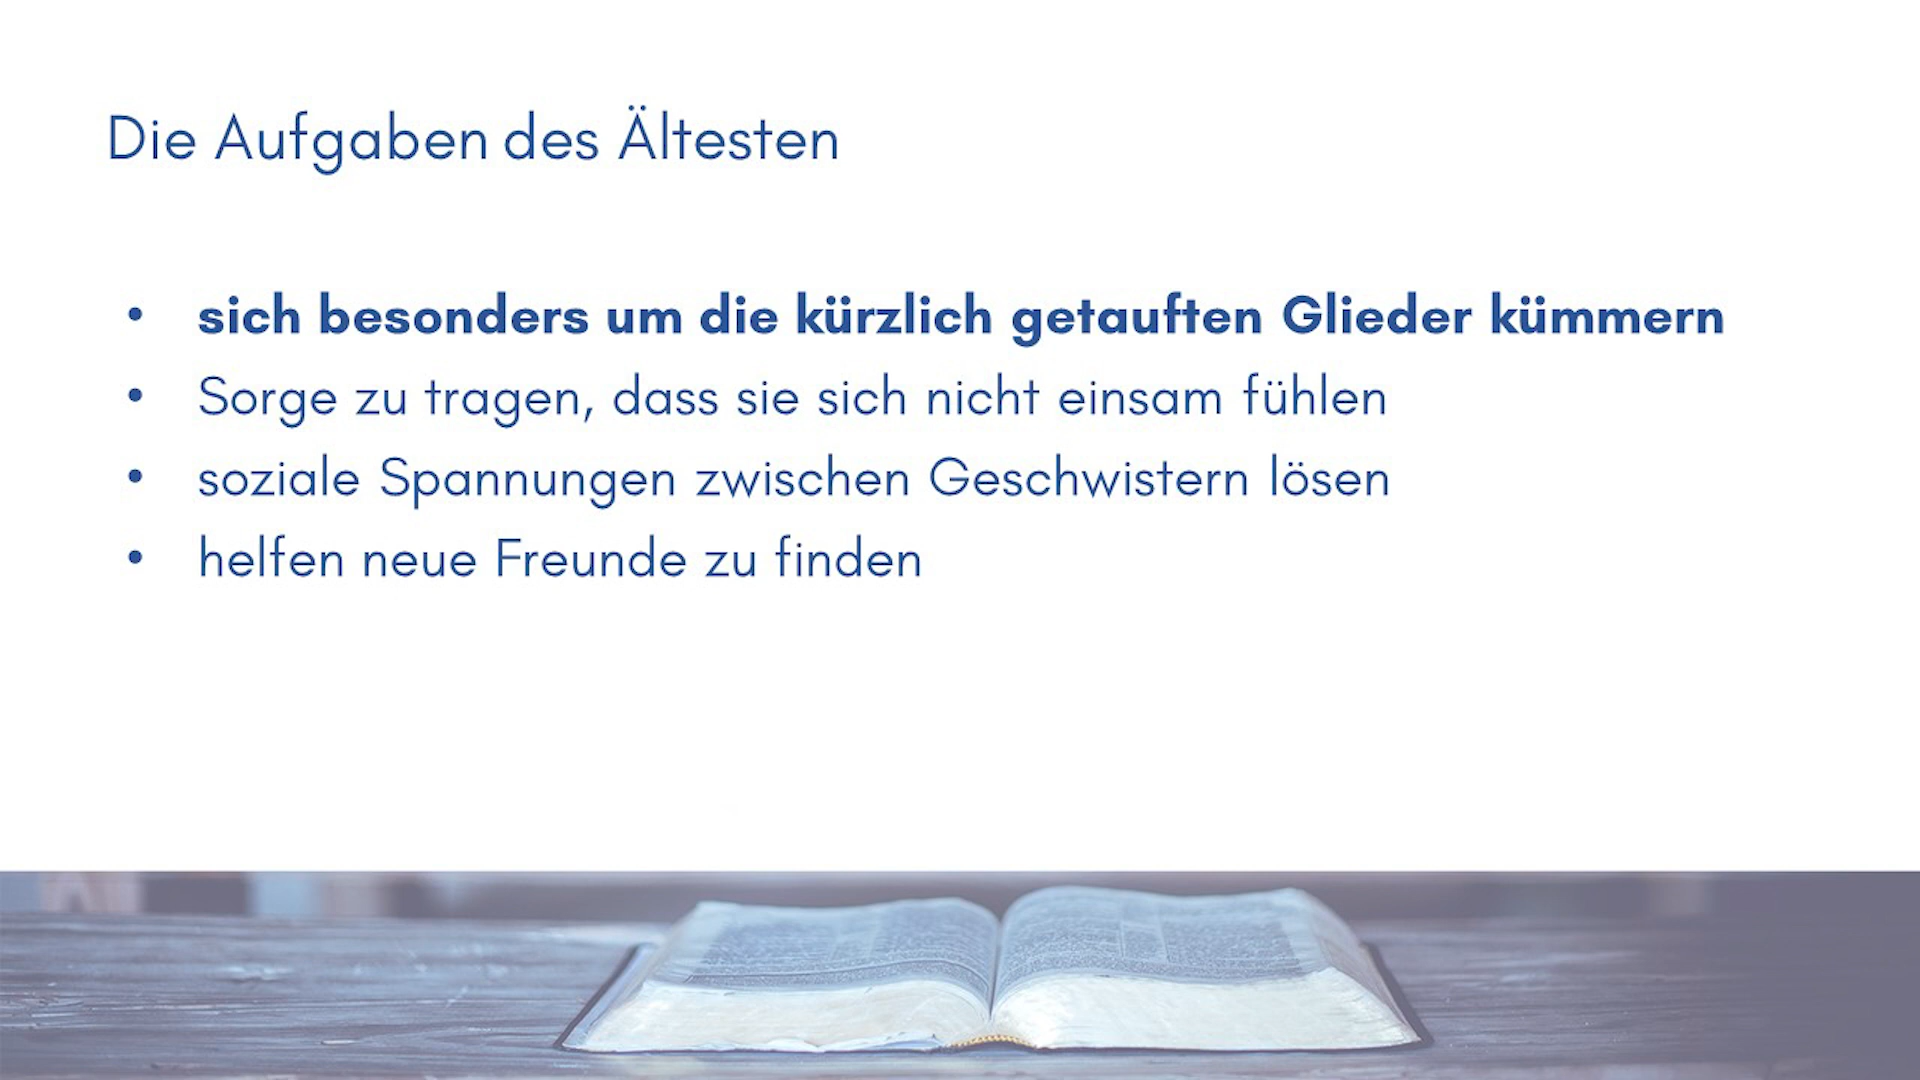 Die Aufgaben des Ältesten
• sich besonders um die kürzlich getauften Glieder kümmern
• Sorge zu tragen, dass sie sich nicht einsam fühlen
• soziale Spannungen zwischen Geschwistern lösen
• helfen neue Freunde zu finden